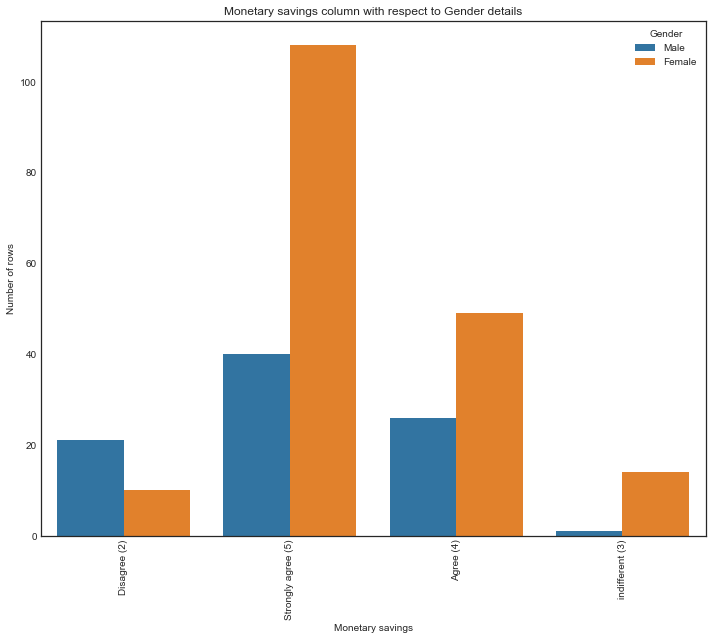 Monetary savings column with respect to Gender details
Gender
Male
Female
Number of rows
100
80
60
40
20
0
Disagree (2)
Strongly agree (5)
Agree (4)
indifferent (3)
Monetary savings